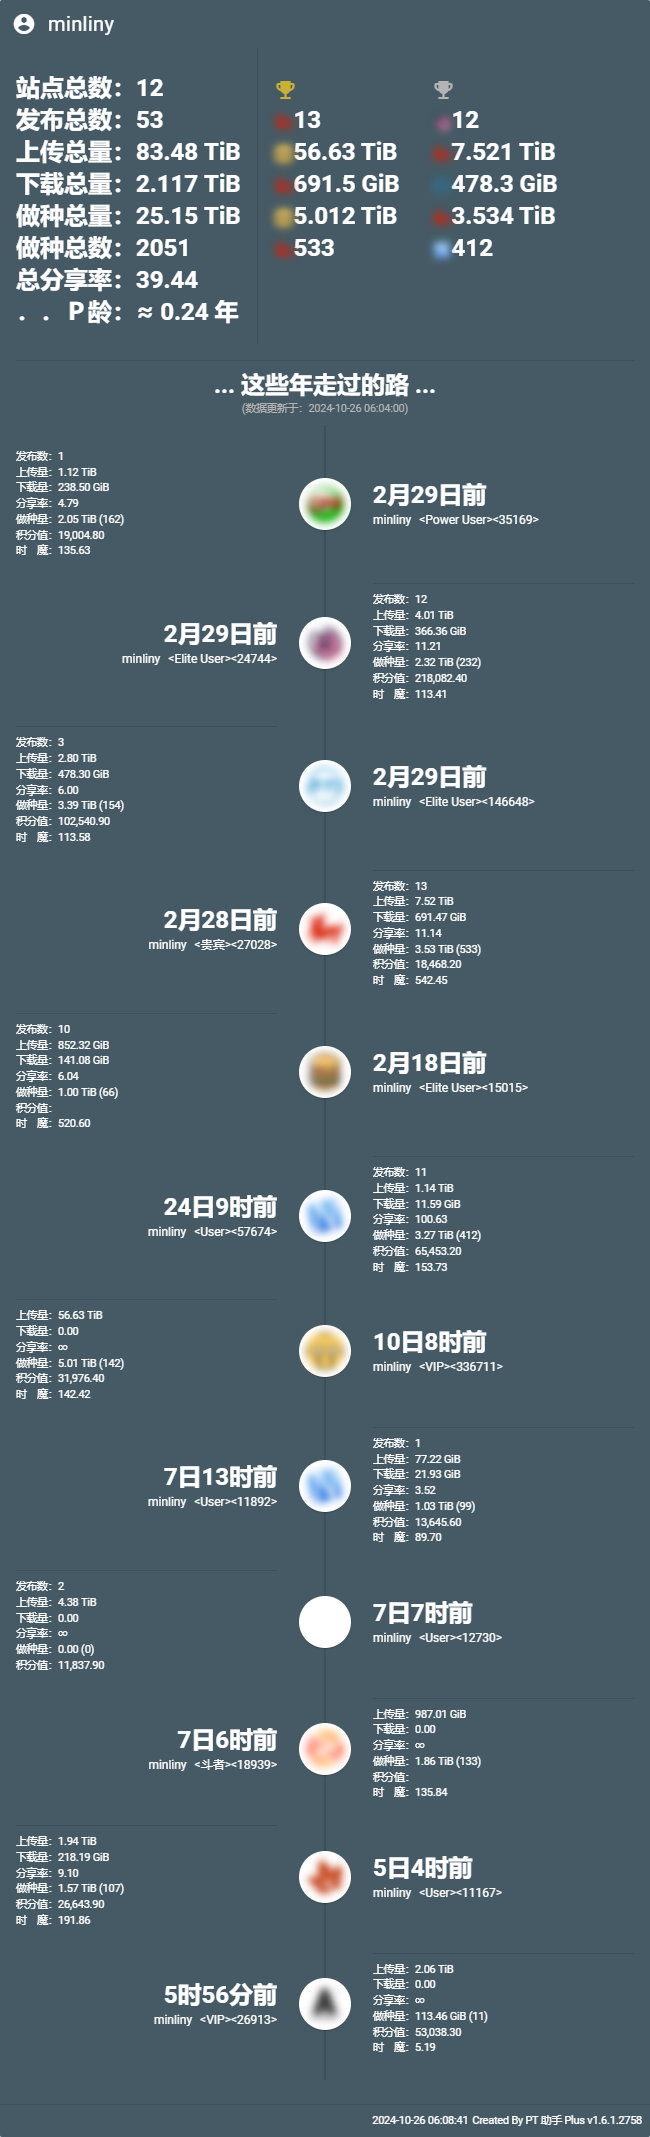 minliny
站点总数：12
发布总数：53
上传总量：83.48 TiB
下载总量：2.117 TiB
做种总量：25.15 TiB
做种总数：2051
总分享率：39.44
．．Ｐ龄：≈ 0.24 年
13
56.63 TiB
691.5 GiB
5.012 TiB
533
12
7.521 TiB
478.3 GiB
3.534 TiB
412
... 这些年走过的路 ...
(数据更新于：2024-10-26 06:04:00)
发布数：1
上传量：1.12 TiB
下载量：238.50 GiB
分享率：4.79
做种量：2.05 TiB (162)
积分值：19,004.80
时　魔：135.63
2月29日前
minliny <Power User><35169>
2月29日前
minliny <Elite User><24744>
发布数：12
上传量：4.01 TiB
下载量：366.36 GiB
分享率：11.21
做种量：2.32 TiB (232)
积分值：218,082.40
时　魔：113.41
发布数：3
上传量：2.80 TiB
下载量：478.30 GiB
分享率：6.00
做种量：3.39 TiB (154)
积分值：102,540.90
时　魔：113.58
2月29日前
minliny <Elite User><146648>
2月28日前
minliny <贵宾><27028>
发布数：13
上传量：7.52 TiB
下载量：691.47 GiB
分享率：11.14
做种量：3.53 TiB (533)
积分值：18,468.20
时　魔：542.45
发布数：10
上传量：852.32 GiB
下载量：141.08 GiB
分享率：6.04
做种量：1.00 TiB (66)
积分值：
时　魔：520.60
2月18日前
minliny <Elite User><15015>
24日9时前
minliny <User><57674>
发布数：11
上传量：1.14 TiB
下载量：11.59 GiB
分享率：100.63
做种量：3.27 TiB (412)
积分值：65,453.20
时　魔：153.73
上传量：56.63 TiB
下载量：0.00
分享率：∞
做种量：5.01 TiB (142)
积分值：31,976.40
时　魔：142.42
10日8时前
minliny <VIP><336711>
7日13时前
minliny <User><11892>
发布数：1
上传量：77.22 GiB
下载量：21.93 GiB
分享率：3.52
做种量：1.03 TiB (99)
积分值：13,645.60
时　魔：89.70
发布数：2
上传量：4.38 TiB
下载量：0.00
分享率：∞
做种量：0.00 (0)
积分值：11,837.90
7日7时前
minliny <User><12730>
7日6时前
minliny <斗者><18939>
上传量：987.01 GiB
下载量：0.00
分享率：∞
做种量：1.86 TiB (133)
积分值：
时　魔：135.84
上传量：1.94 TiB
下载量：218.19 GiB
分享率：9.10
做种量：1.57 TiB (107)
积分值：26,643.90
时　魔：191.86
5日4时前
minliny <User><11167>
5时56分前
minliny <VIP><26913>
上传量：2.06 TiB
下载量：0.00
分享率：∞
做种量：113.46 GiB (11)
积分值：53,038.30
时　魔：5.19
2024-10-26 06:08:41 Created By PT 助手 Plus v1.6.1.2758